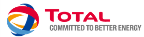 TOTAL
COMMITTED TO BETTER ENERGY